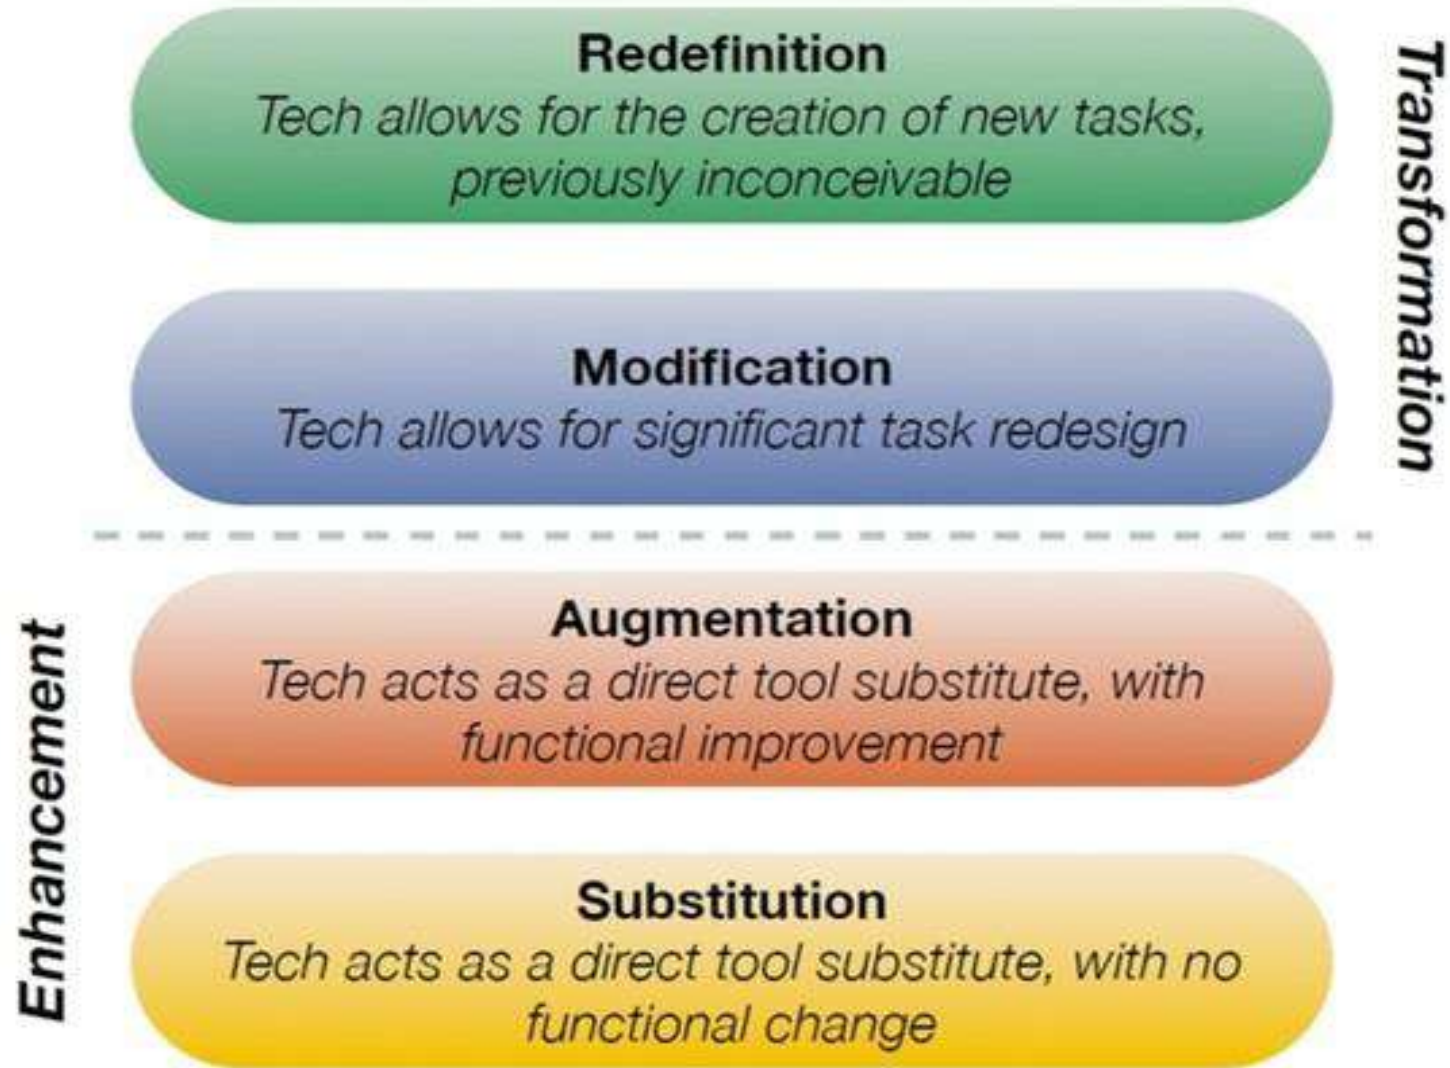 Redefinition
Tech allows for the creation of new tasks,
previously inconceivable
Modification
Tech allows for significant task redesign
Transformation
Augmentation
Tech acts as a direct tool substitute, with
functional improvement
Substitution
Tech acts as a direct tool substitute, with no
functional change
Enhancement